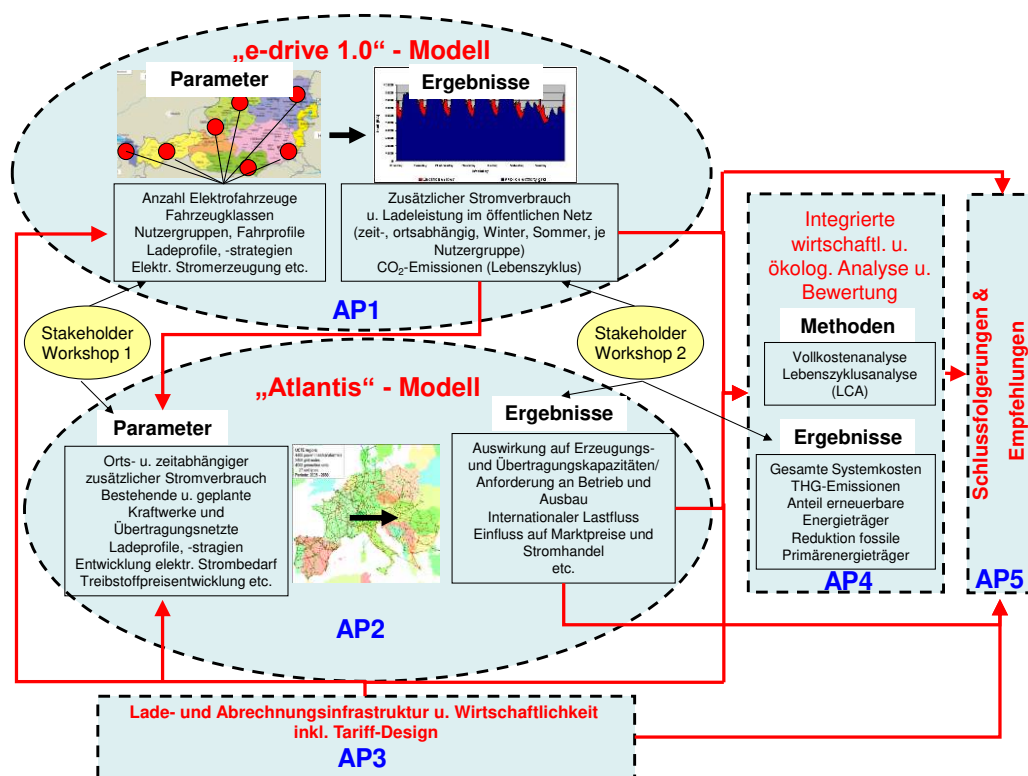 „e-drive 1.0“ - Modell
Parameter
Ergebnisse
Anzahl Elektrofahrzeuge
Fahrzeugklassen
Nutzergruppen, Fahrprofile
Ladeprofile, -strategien
Elektr. Stromerzeugung etc.
Zusätzlicher Stromverbrauch
u. Ladeleistung im öffentlichen Netz
(zeit-, ortsabhängig, Winter, Sommer, je
Nutzergruppe)
CO2-Emissionen (Lebenszyklus)
AP1
Stakeholder
Workshop 1
Stakeholder
Workshop 2
„Atlantis“ - Modell
Parameter
Ergebnisse
Orts- u. zeitabhängiger
zusätzlicher Stromverbrauch
Bestehende u. geplante
Kraftwerke und
Übertragungsnetzte
Ladeprofile, -stragien
Entwicklung elektr. Strombedarf
Treibstoffpreisentwicklung etc.
Auswirkung auf Erzeugungs-
und Übertragungskapazitäten/
Anforderung an Betrieb und
Ausbau
Internationaler Lastfluss
Einfluss auf Marktpreise und
Stromhandel
etc.
AP2
Integrierte
wirtschaftl. u.
ökolog. Analyse u.
Bewertung
Methoden
Vollkostenanalyse
Lebenszyklusanalyse
(LCA)
Ergebnisse
Gesamte Systemkosten
THG-Emissionen
Anteil erneuerbare
Energieträger
Reduktion fossile
Primärenergieträger
AP4
Schlussfolgerungen &
Empfehlungen
AP5
Lade- und Abrechnungsinfrastruktur u. Wirtschaftlichkeit
inkl. Tariff-Design
AP3